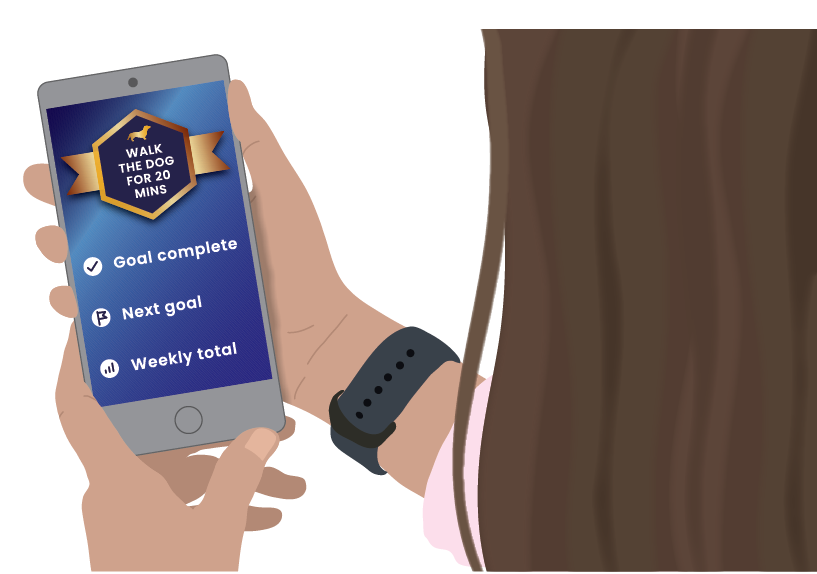 WALK
THE DOG
FOR 20
MINS
Goal complete
Next goal
Weekly total